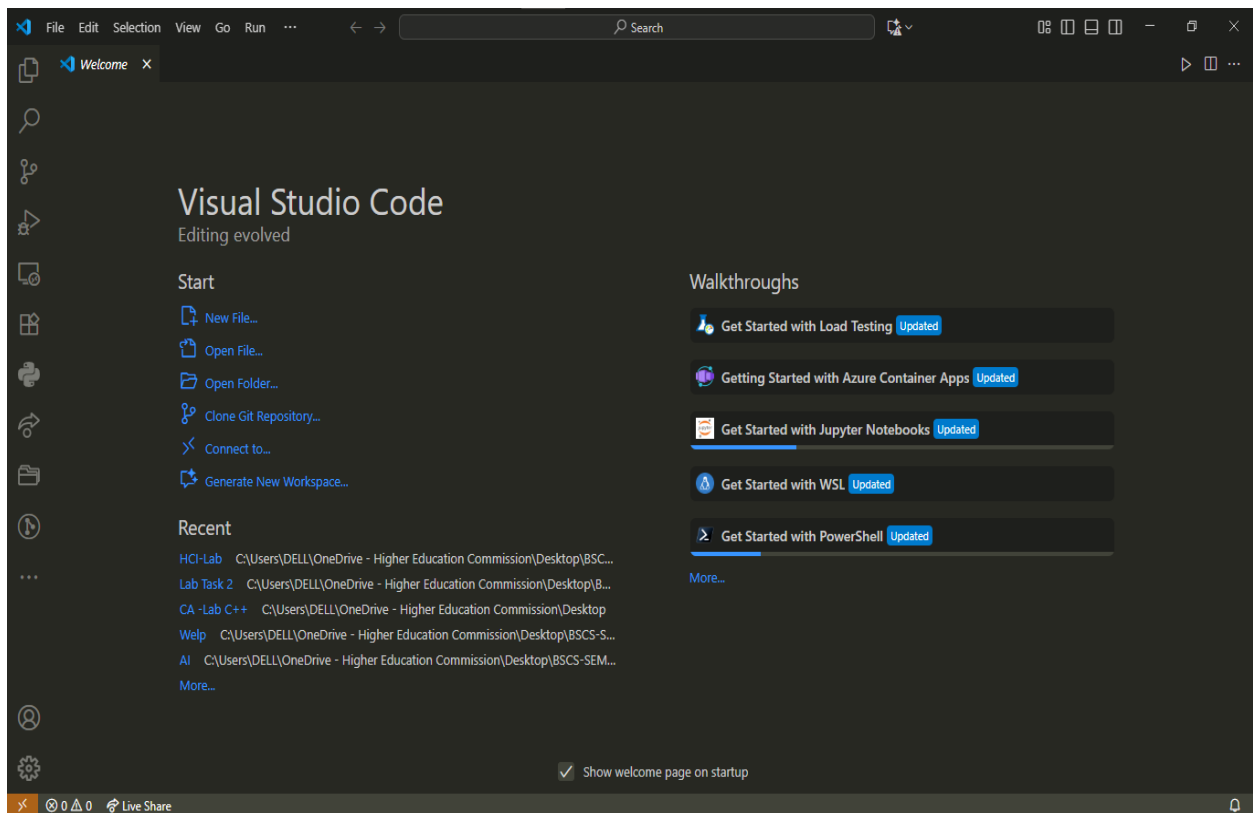 File Edit Selection View Go Run ··· Search
Welcome
Visual Studio Code
Editing evolved
Start
New File...
Open File...
Open Folder...
Clone Git Repository...
Connect to...
Generate New Workspace...
Recent
HCI-Lab C:\Users\DELL\OneDrive - Higher Education Commission\Desktop\BSC...
Lab Task 2 C:\Users\DELL\OneDrive - Higher Education Commission\Desktop\B...
CA -Lab C++ C:\Users\DELL\OneDrive - Higher Education Commission\Desktop
Welp C:\Users\DELL\OneDrive - Higher Education Commission\Desktop\BSCS-S...
AI C:\Users\DELL\OneDrive - Higher Education Commission\Desktop\BSCS-SEM...
More...
Walkthroughs
Get Started with Load Testing Updated
Getting Started with Azure Container Apps Updated
Get Started with Jupyter Notebooks Updated
Get Started with WSL Updated
Get Started with PowerShell Updated
More...
Show welcome page on startup
0 0 Live Share